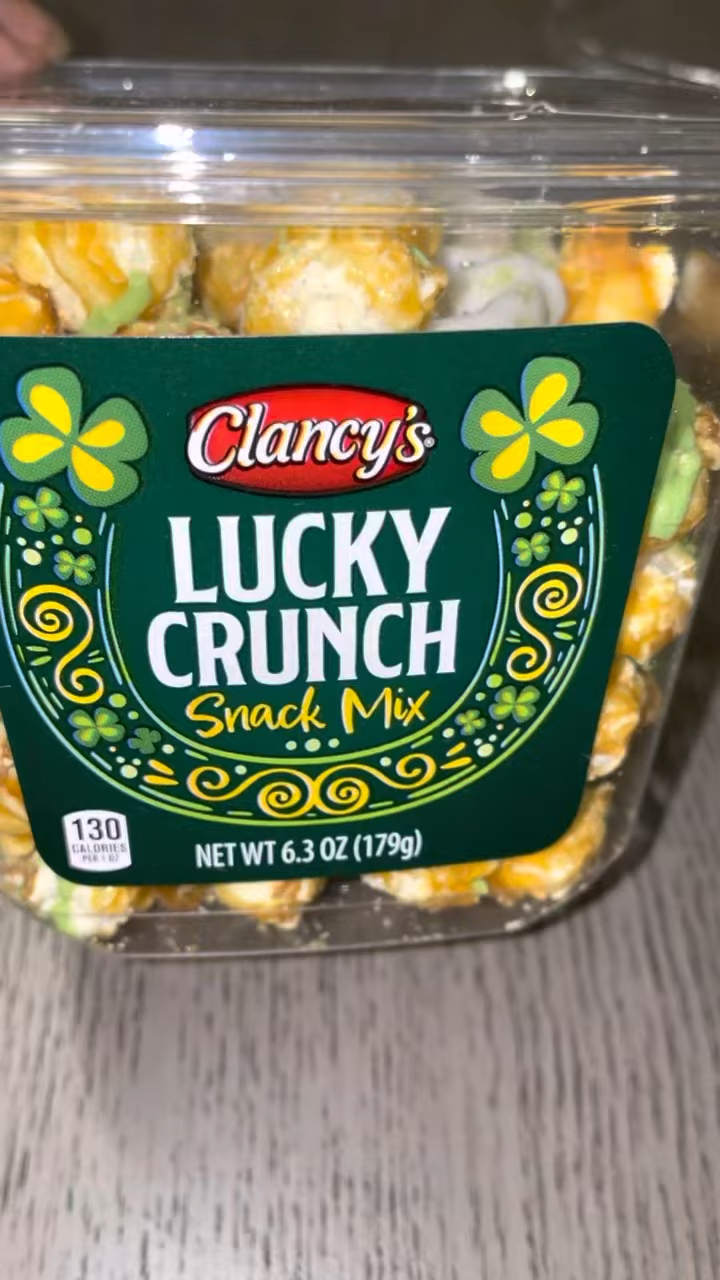 Clancy's®
LUCKY
CRUNCH
Snack Mix
130
CALORIES
PER 1 OZ
NET WT 6.3 OZ (179g)